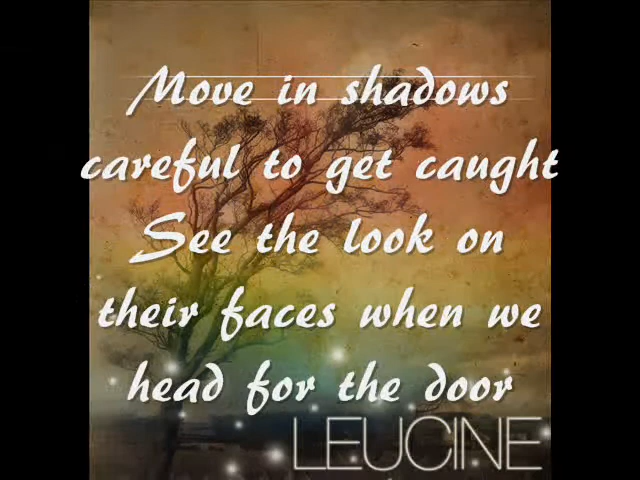 Move in shadows
careful to get caught
See the look on
their faces when we
head for the door
LEUCINE